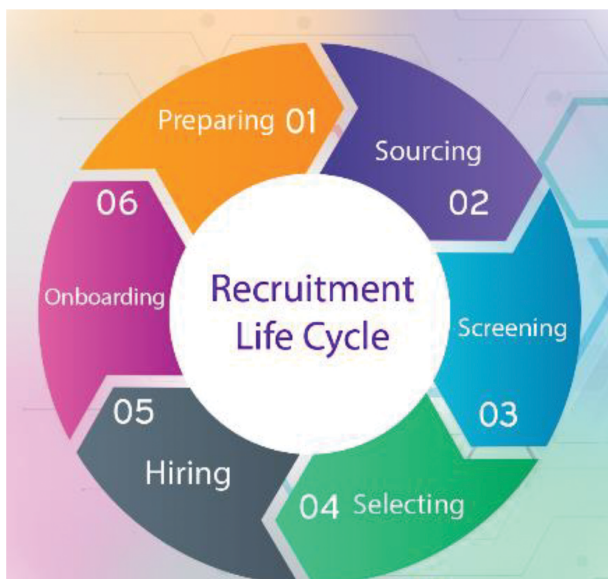 Recruitment
Life Cycle
Preparing 01
Sourcing
02
Screening
03
04 Selecting
05
Hiring
06
Onboarding